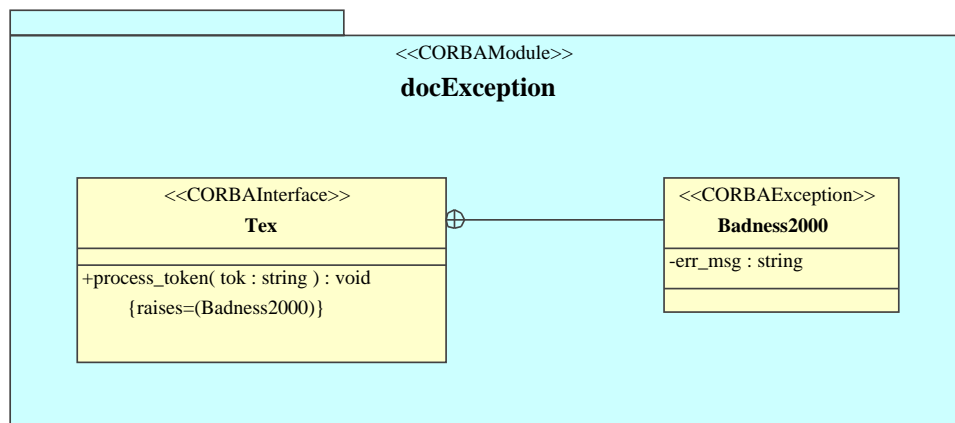 <<CORBAModule>>
docException
<<CORBAInterface>>
Tex
+process_token( tok : string ) : void
{raises=(Badness2000)}
<<CORBAException>>
Badness2000
-err_msg : string